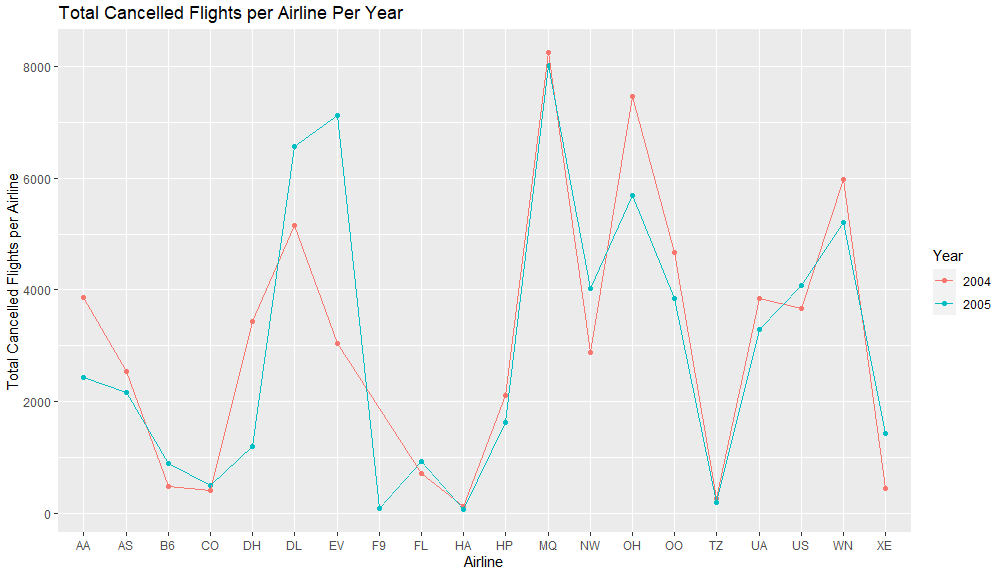 Total Cancelled Flights per Airline Per Year
Total Cancelled Flights per Airline
8000
6000
4000
2000
0
AA AS B6 CO DH DL EV F9 FL HA HP MQ NW OH OO TZ UA US WN XE
Airline
Year
2004
2005